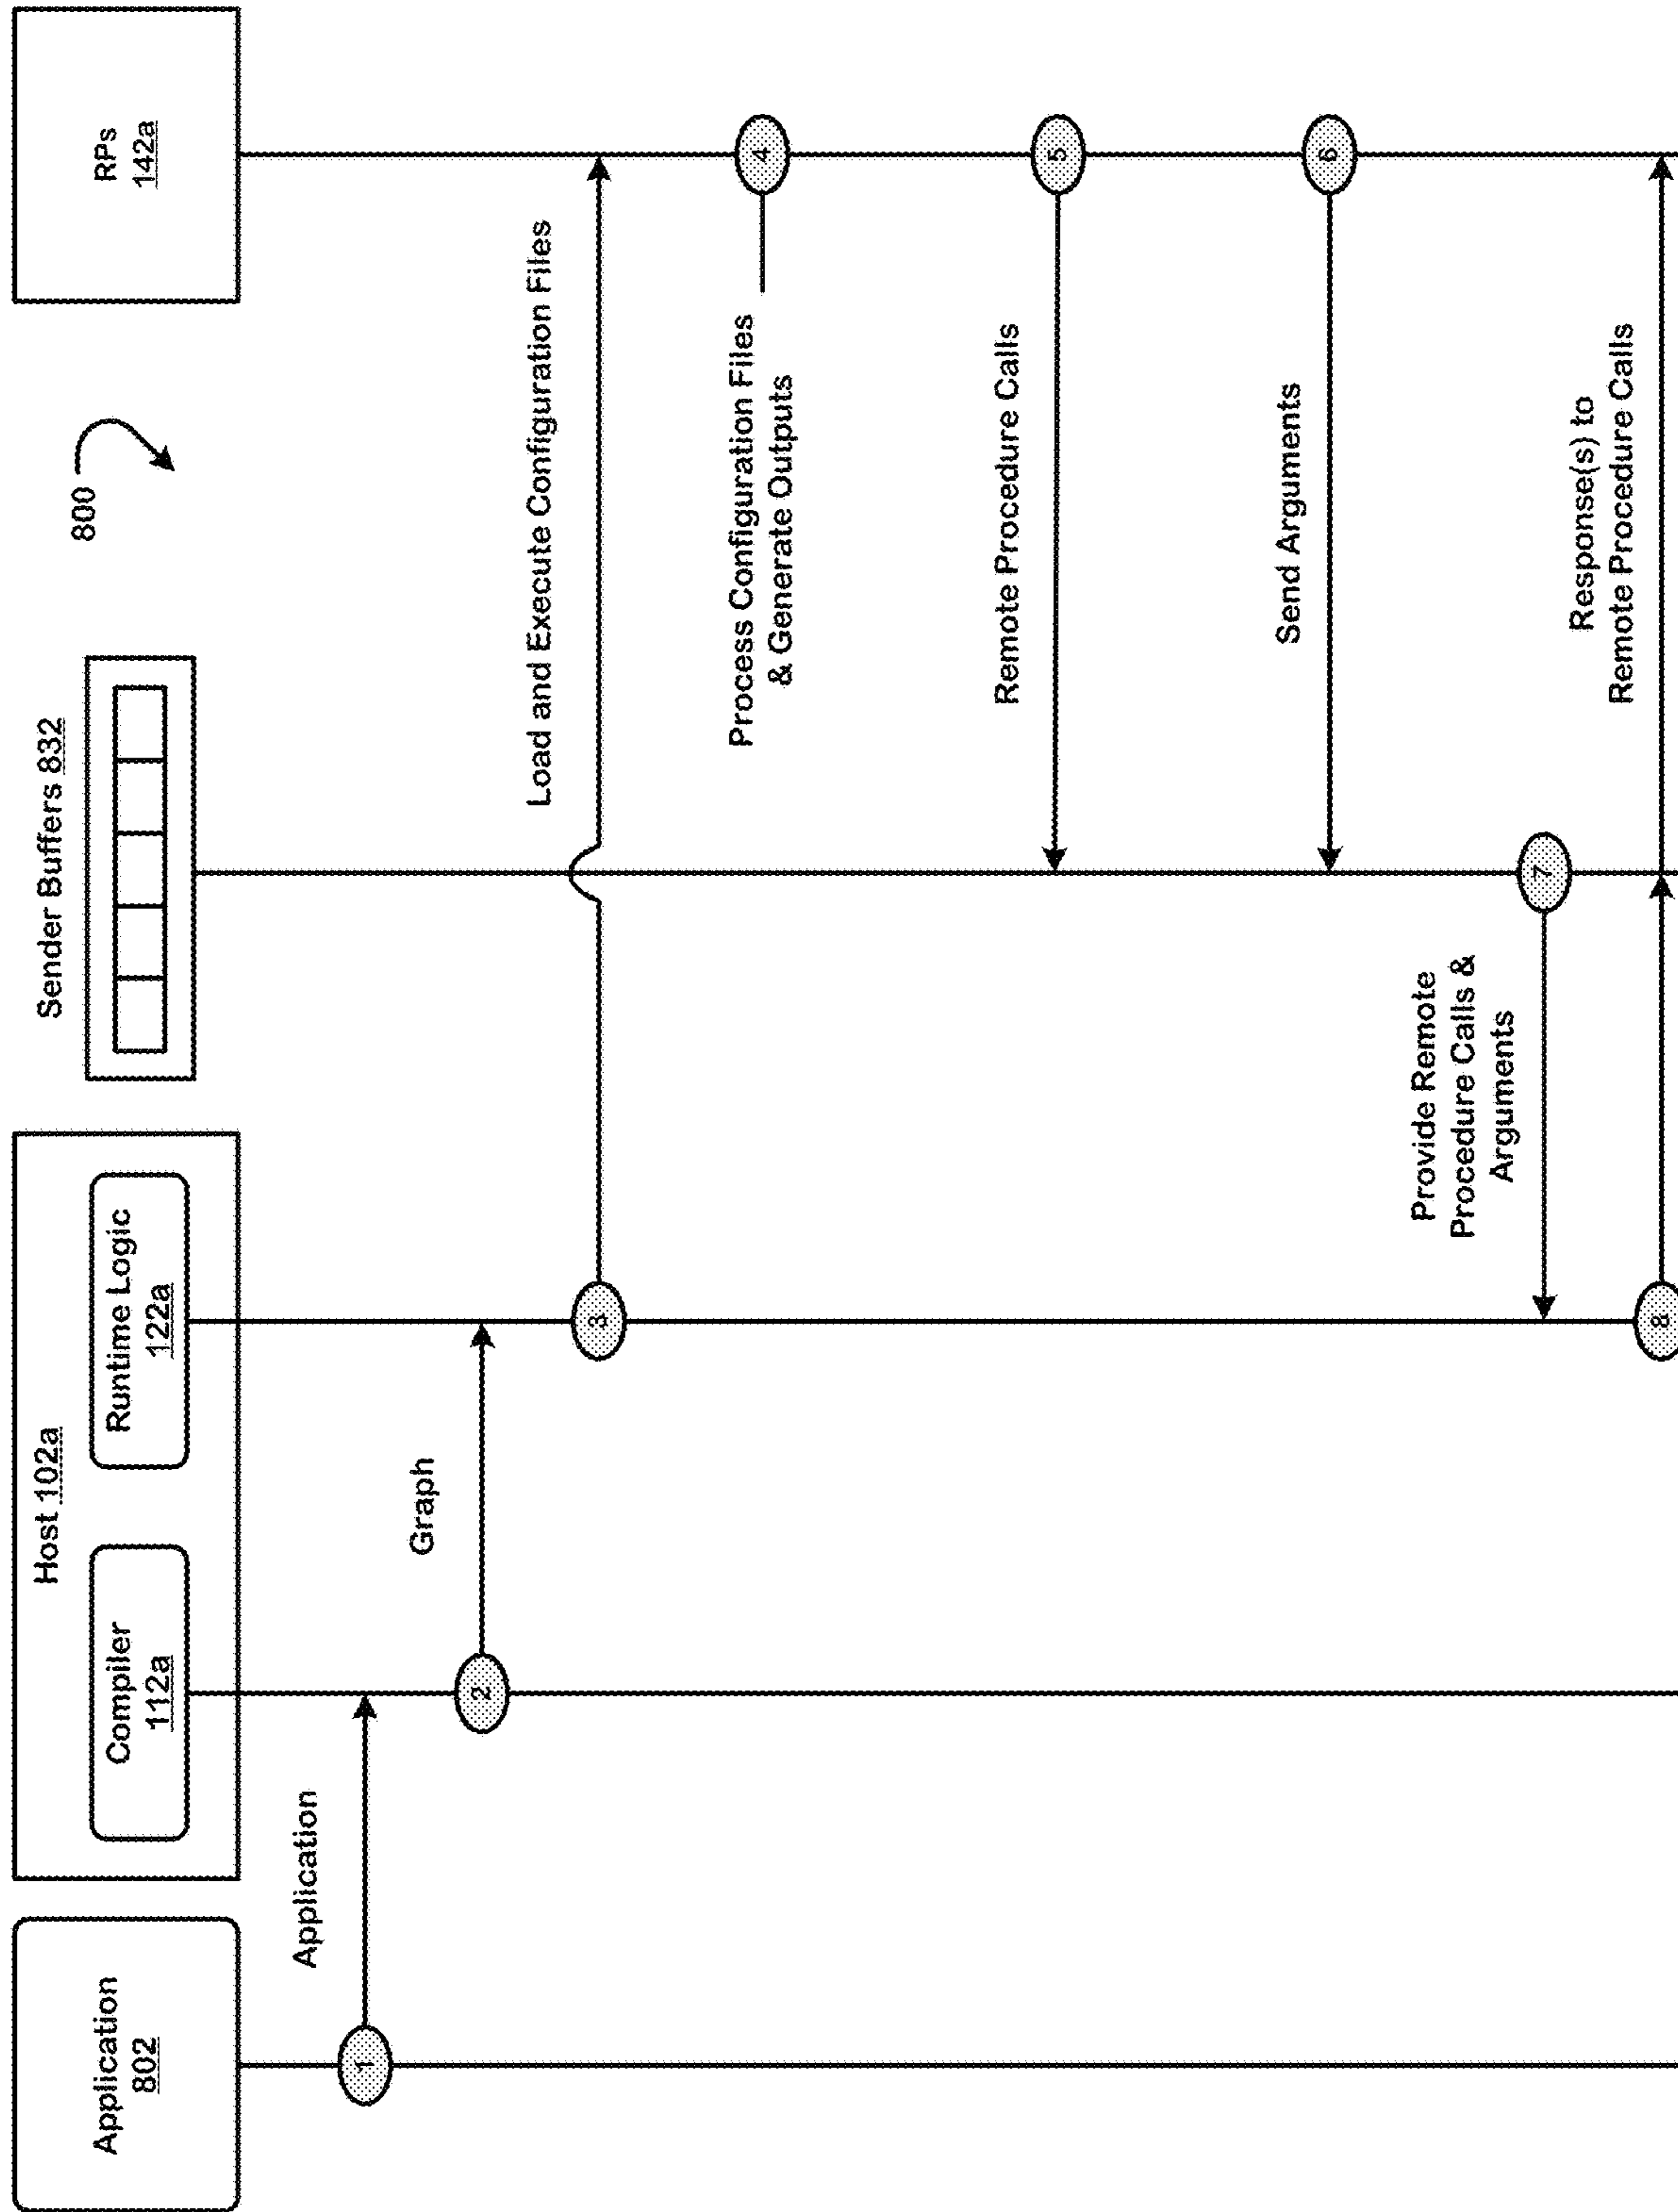 800
Application
802
Host 102a
Compiler
112a
Runtime Logic
122a
Sender Buffers 832
RPs
142a
1
Application
2
Graph
3
Load and Execute Configuration Files
4
Process Configuration Files
& Generate Outputs
5
Remote Procedure Calls
6
Send Arguments
7
Provide Remote
Procedure Calls &
Arguments
8
Response(s) to
Remote Procedure Calls